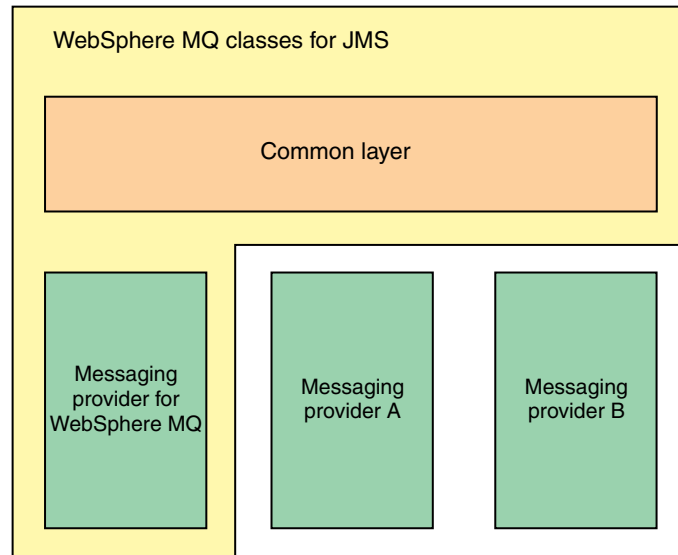 WebSphere MQ classes for JMS
Common layer
Messaging
provider for
WebSphere MQ
Messaging
provider A
Messaging
provider B